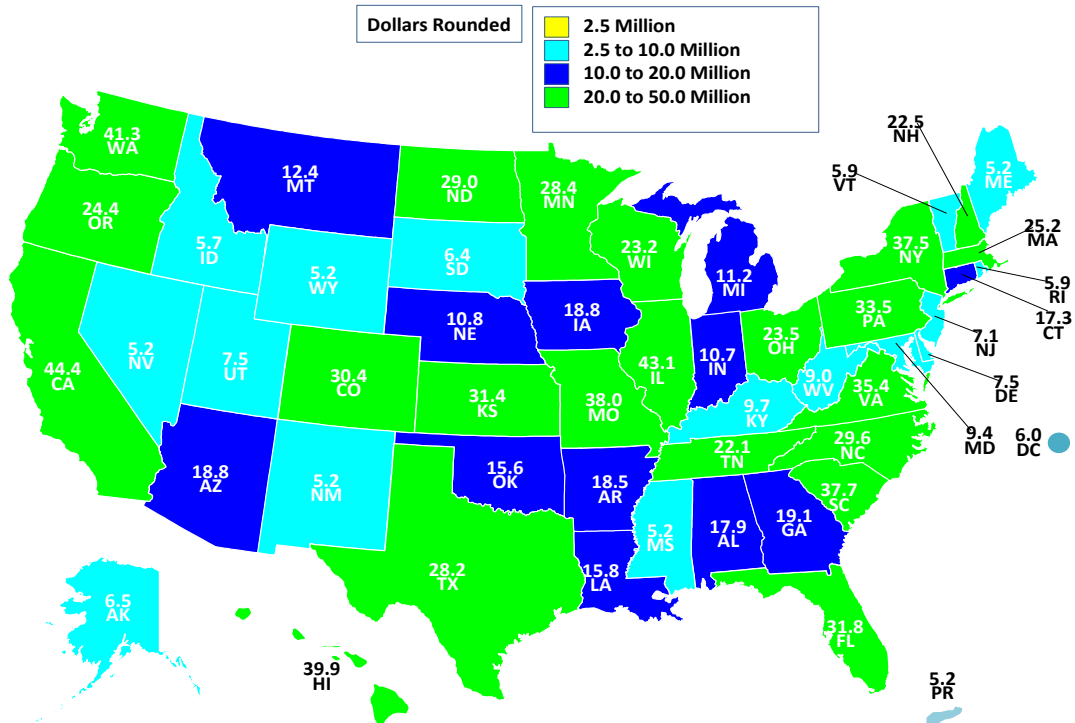 Dollars Rounded
2.5 Million
2.5 to 10.0 Million
10.0 to 20.0 Million
20.0 to 50.0 Million
41.3
WA
12.4
MT
29.0
ND
28.4
MN
22.5
NH
5.9
VT
5.2
ME
24.4
OR
5.7
ID
6.4
SD
23.2
WI
37.5
NY
25.2
MA
5.2
WY
11.2
MI
5.9
RI
17.3
CT
10.8
NE
18.8
IA
33.5
PA
7.1
NJ
5.2
NV
7.5
UT
44.4
CA
30.4
CO
31.4
KS
38.0
MO
43.1
IL
10.7
IN
23.5
OH
9.0
WV
35.4
VA
7.5
DE
9.4
MD
6.0
DC
9.7
KY
22.1
TN
29.6
NC
18.8
AZ
5.2
NM
15.6
OK
18.5
AR
37.7
SC
5.2
MS
17.9
AL
19.1
GA
28.2
TX
15.8
LA
31.8
FL
6.5
AK
39.9
HI
5.2
PR